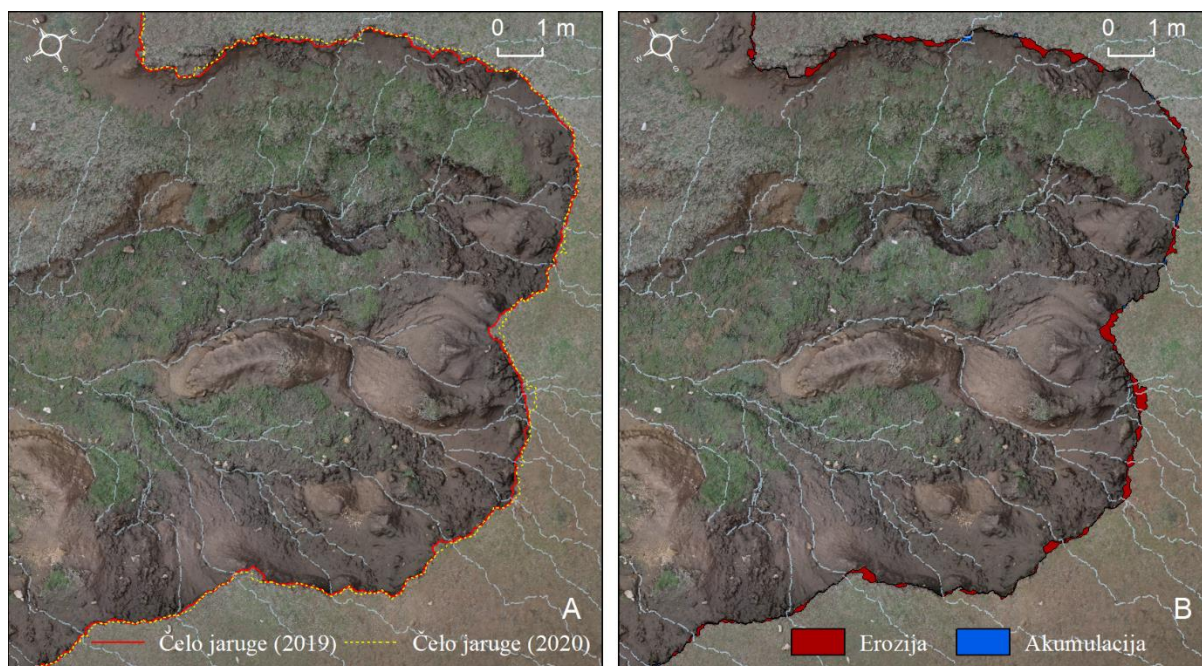 N
E
S
W
0 1 m
A
Čelo jaruge (2019) Čelo jaruge (2020)
N
E
S
W
0 1 m
B
Erozija Akumulacija